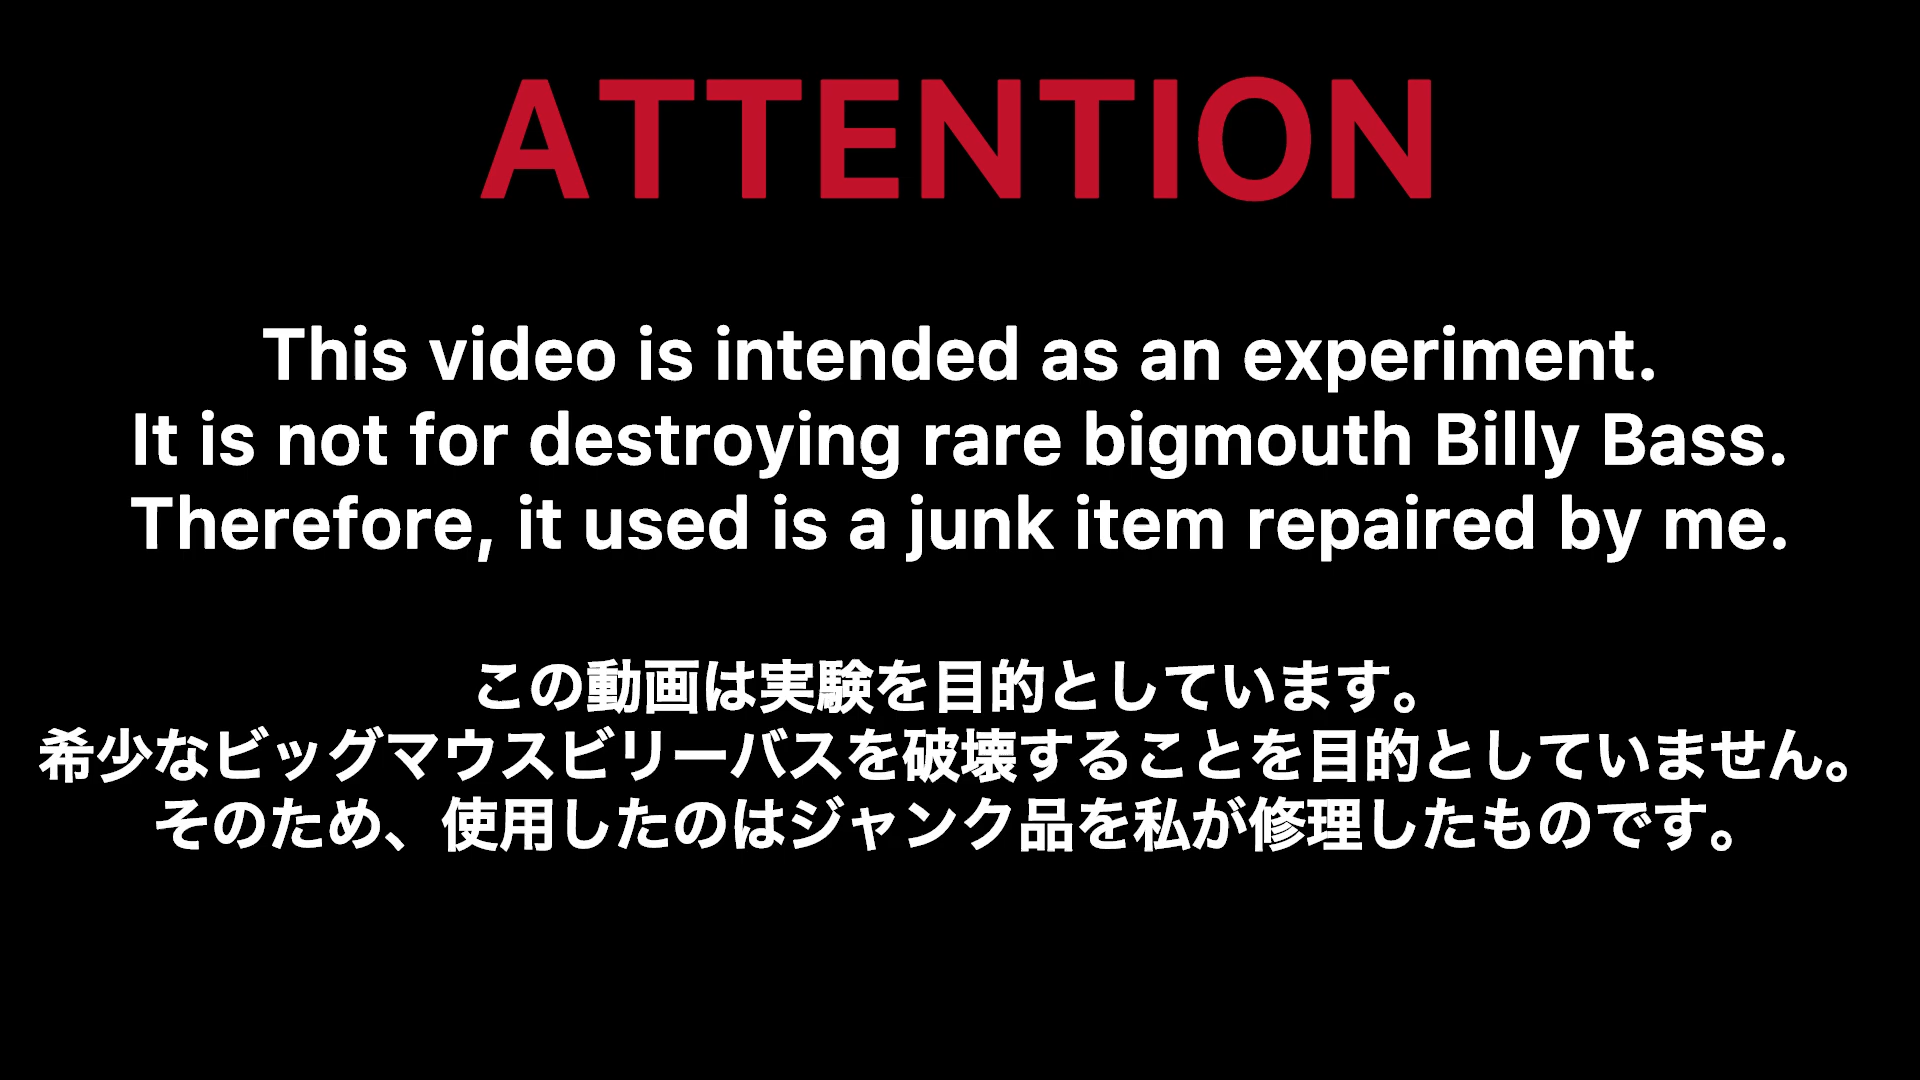 ATTENTION
This video is intended as an experiment.
It is not for destroying rare bigmouth Billy Bass.
Therefore, it used is a junk item repaired by me.
この動画は実験を目的としています。
希少なビッグマウスビリーバスを破壊することを目的としていません。
そのため、使用したのはジャンク品を私が修理したものです。